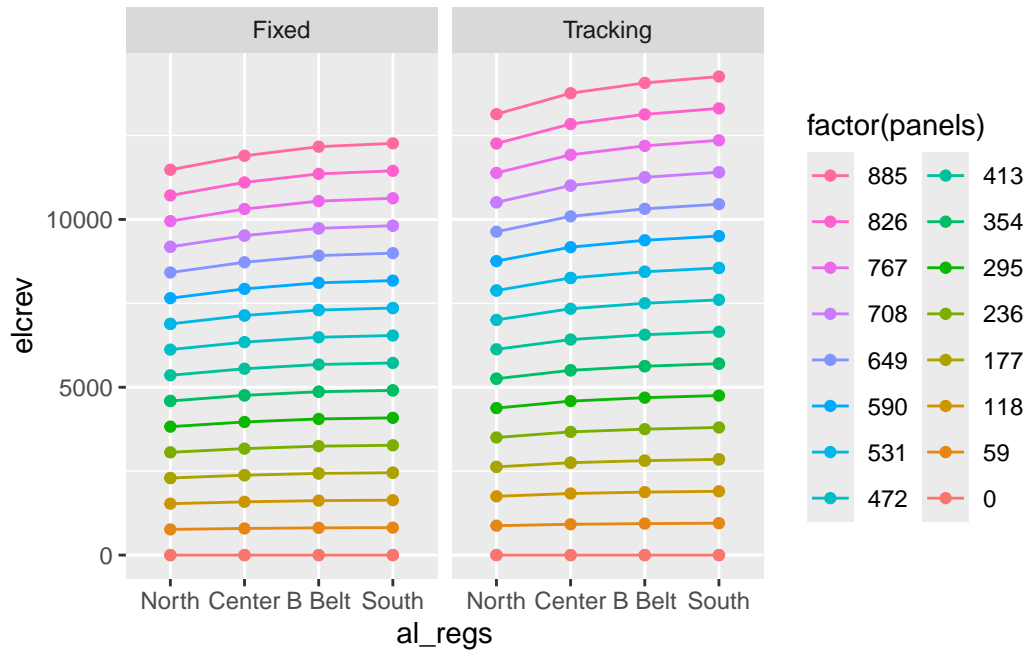 Fixed
Tracking
factor(panels)
885 413
826 354
767 295
708 236
649 177
590 118
531 59
472 0
10000
5000
0
elcrev
North Center B Belt South
North Center B Belt South
al_regs